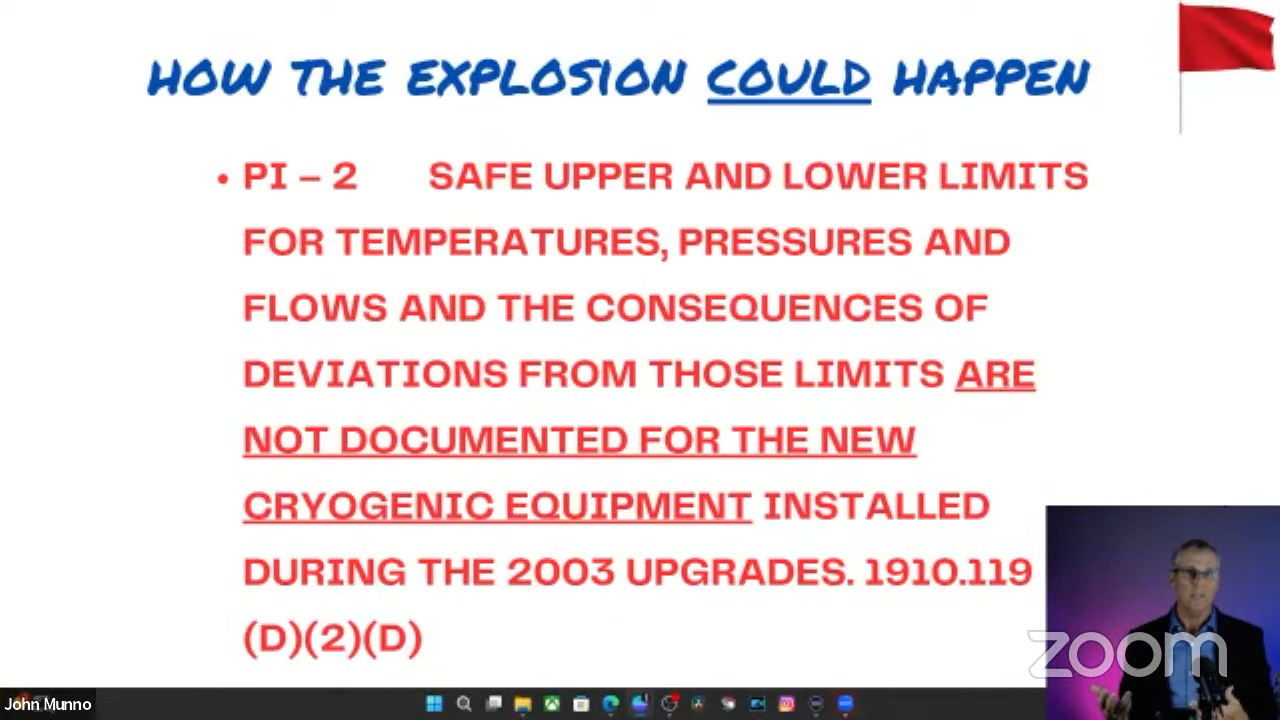 HOW THE EXPLOSION COULD HAPPEN
• PI – 2 SAFE UPPER AND LOWER LIMITS
FOR TEMPERATURES, PRESSURES AND
FLOWS AND THE CONSEQUENCES OF
DEVIATIONS FROM THOSE LIMITS ARE
NOT DOCUMENTED FOR THE NEW
CRYOGENIC EQUIPMENT INSTALLED
DURING THE 2003 UPGRADES. 1910.119
(D)(2)(D)
zoom
John Munno